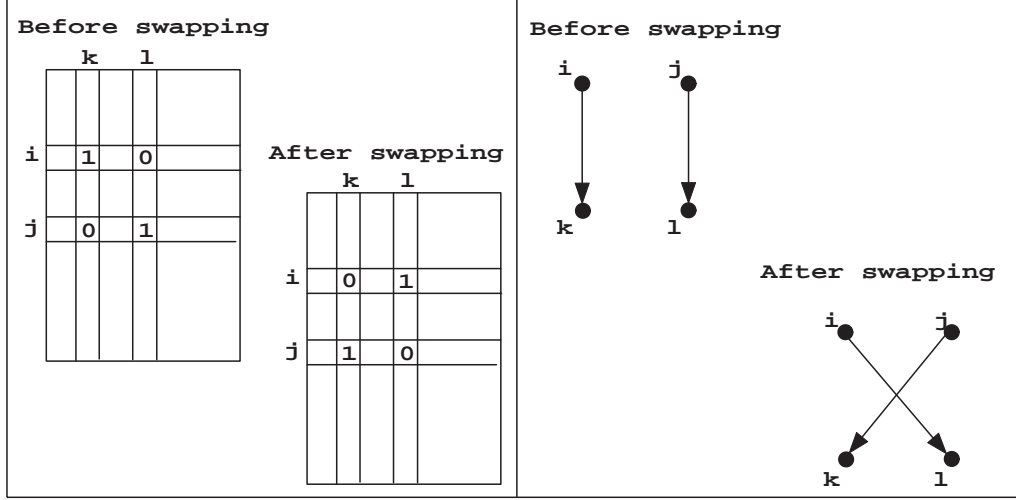 Before swapping
k l
i 1 0
j 0 1
After swapping
k l
i 0 1
j 1 0
Before swapping
i j
k l
After swapping
i j
k l